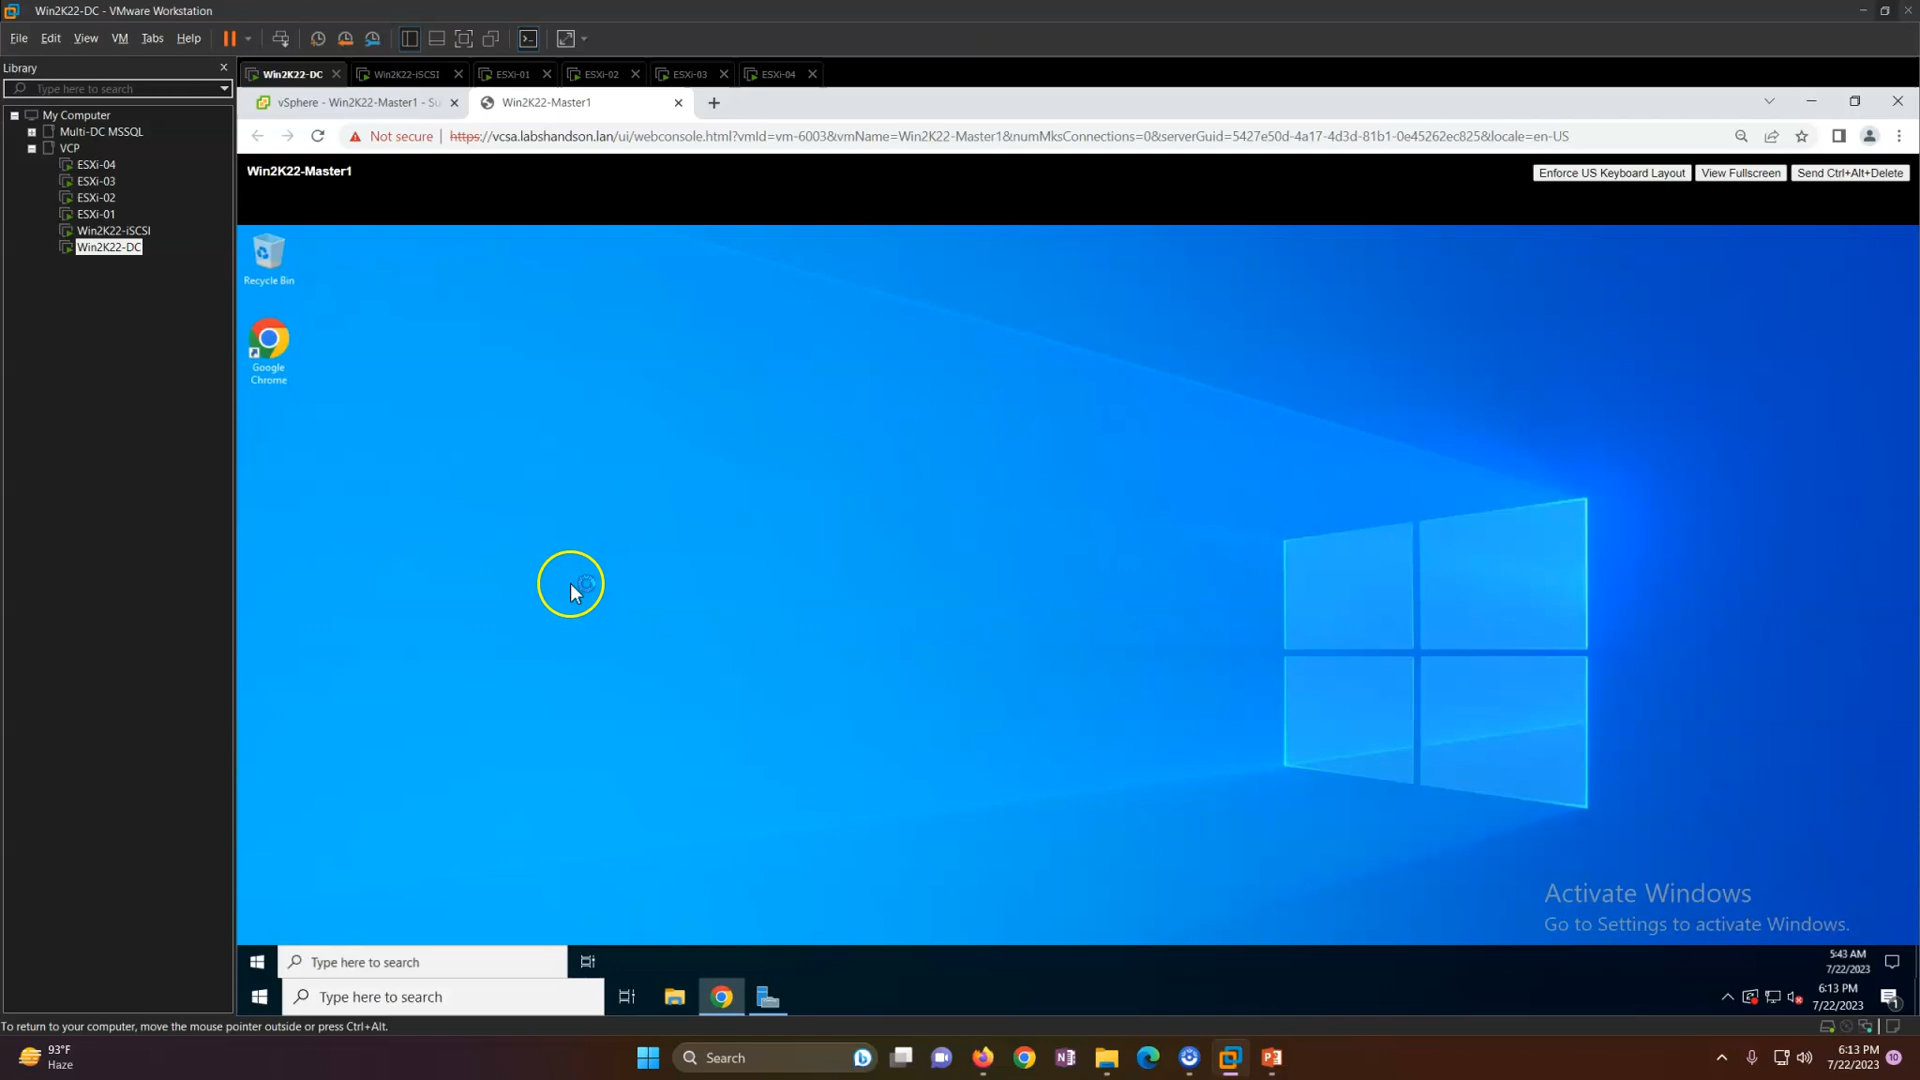 Win2K22-DC - VMware Workstation
File Edit View VM Tabs Help
Library
Type here to search
My Computer
Multi-DC MSSQL
VCP
ESXi-04
ESXi-03
ESXi-02
ESXi-01
Win2K22-iSCSI
Win2K22-DC
Win2K22-DC Win2K22-iSCSI ESXi-01 ESXi-02 ESXi-03 ESXi-04
vSphere - Win2K22-Master1 - Su Win2K22-Master1
Not secure https://vcsa.labshandson.lan/ui/webconsole.html?vmId=vm-6003&vmName=Win2K22-Master1&numMksConnections=0&serverGuid=5427e50d-4a17-4d3d-81b1-0e45262ec825&locale=en-US
Win2K22-Master1
Enforce US Keyboard Layout View Fullscreen Send Ctrl+Alt+Delete
Recycle Bin
Google
Chrome
Activate Windows
Go to Settings to activate Windows.
Type here to search
5:43 AM
7/22/2023
Type here to search
6:13 PM
7/22/2023
1
To return to your computer, move the mouse pointer outside or press Ctrl+Alt.
93°F
Haze
Search
6:13 PM
7/22/2023
10